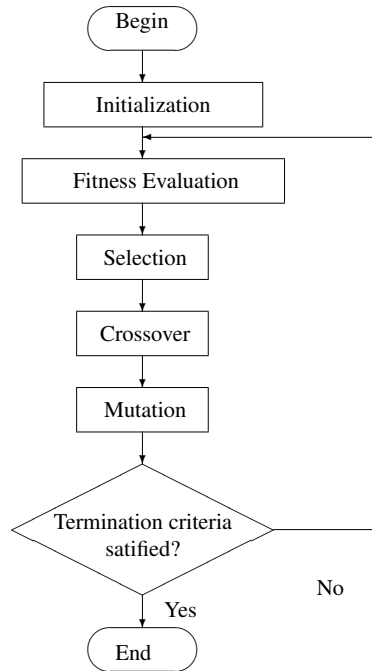 Begin
Initialization
Fitness Evaluation
Selection
Crossover
Mutation
Termination criteria
satified?
No
Yes
End